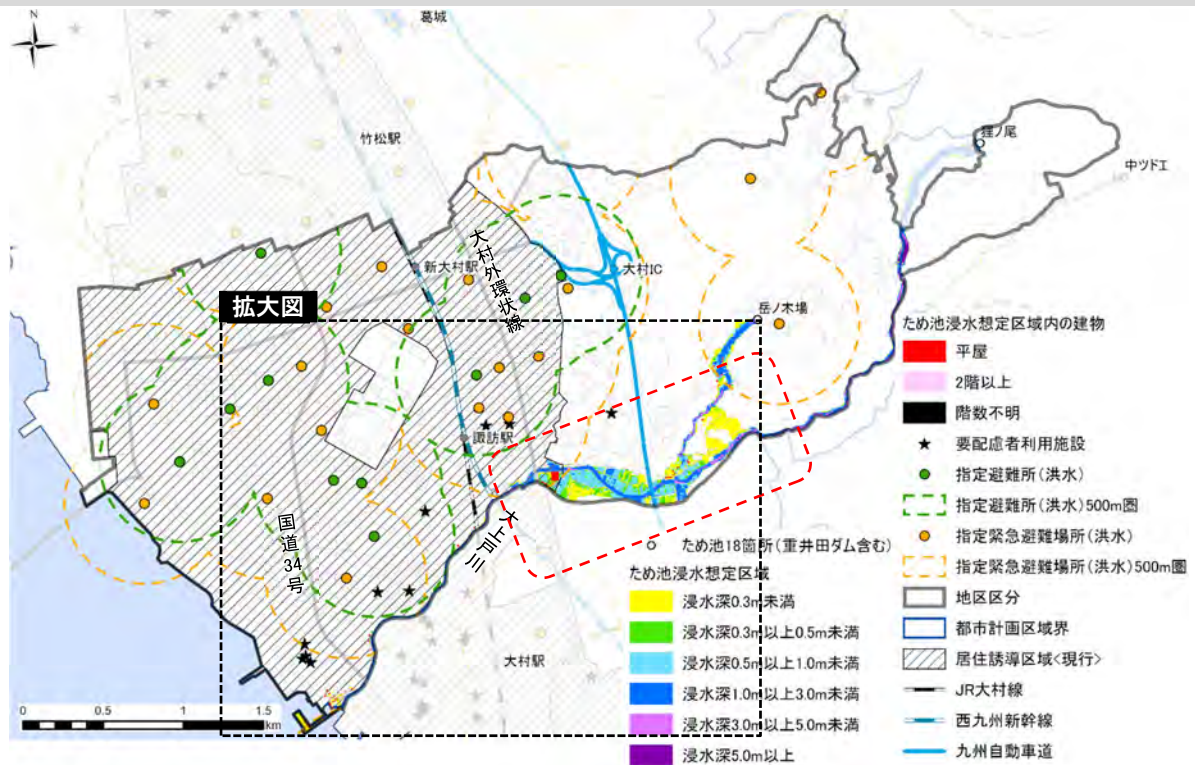 葛城
竹松駅
狸ノ尾
中ツドエ
大村外環状線
新大村駅
大村IC
拡大図
岳ノ木場
諏訪駅
大上戸川
国道34号
大村駅
0 0.5 1 1.5
km
ため池18箇所(重井田ダム含む)
ため池浸水想定区域
浸水深0.3m未満
浸水深0.3m以上0.5m未満
浸水深0.5m以上1.0m未満
浸水深1.0m以上3.0m未満
浸水深3.0m以上5.0m未満
浸水深5.0m以上
ため池浸水想定区域内の建物
平屋
2階以上
階数不明
要配慮者利用施設
指定避難所(洪水)
指定避難所(洪水)500m圏
指定緊急避難場所(洪水)
指定緊急避難場所(洪水)500m圏
地区区分
都市計画区域界
居住誘導区域<現行>
JR大村線
西九州新幹線
九州自動車道